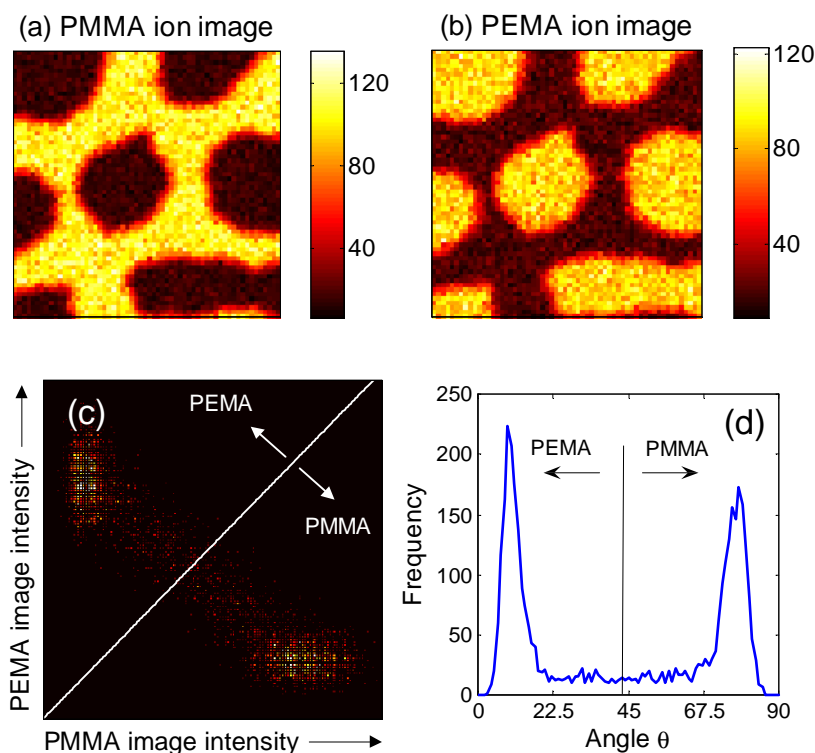 (a) PMMA ion image
120
80
40
(b) PEMA ion image
120
80
40
(c)
PEMA
PMMA
PEMA image intensity
PMMA image intensity
(d)
250
200
150
100
50
0
Frequency
PEMA
PMMA
0 22.5 45 67.5 90
Angle θ